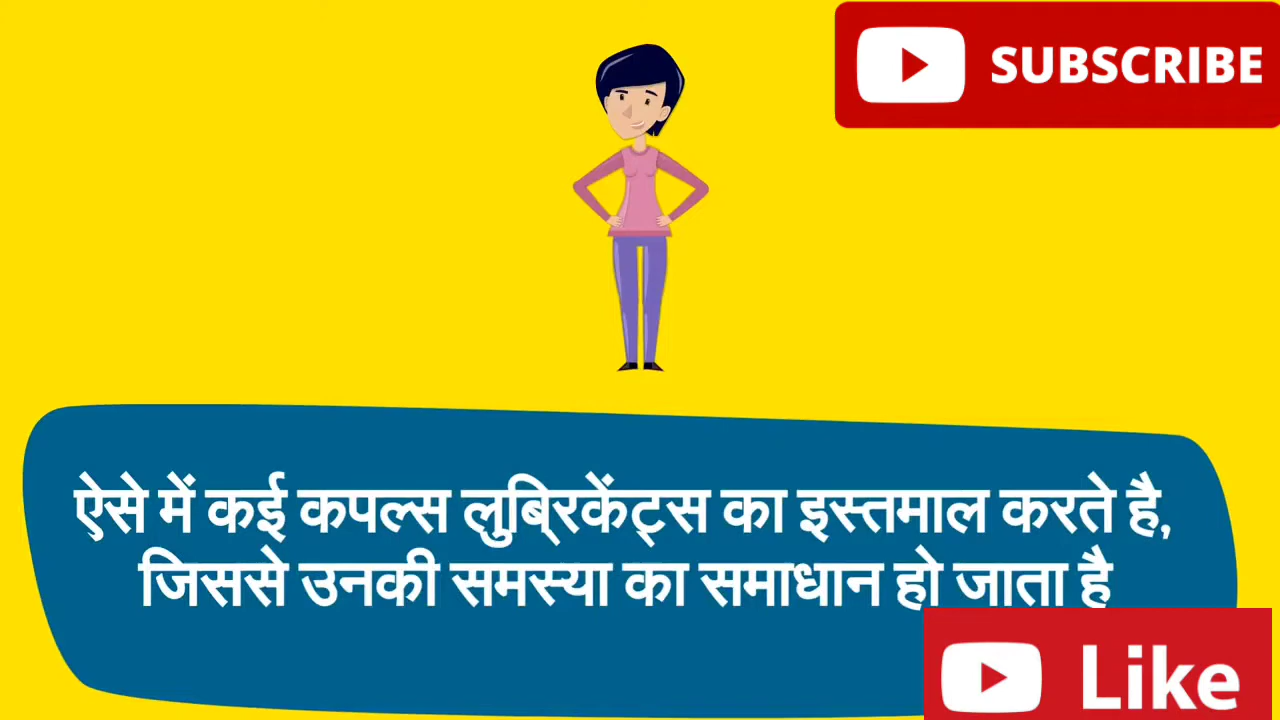 SUBSCRIBE
ऐसे में कई कपल्स लुब्रिकेंट्स का इस्तमाल करते है,
जिससे उनकी समस्या का समाधान हो जाता है
Like